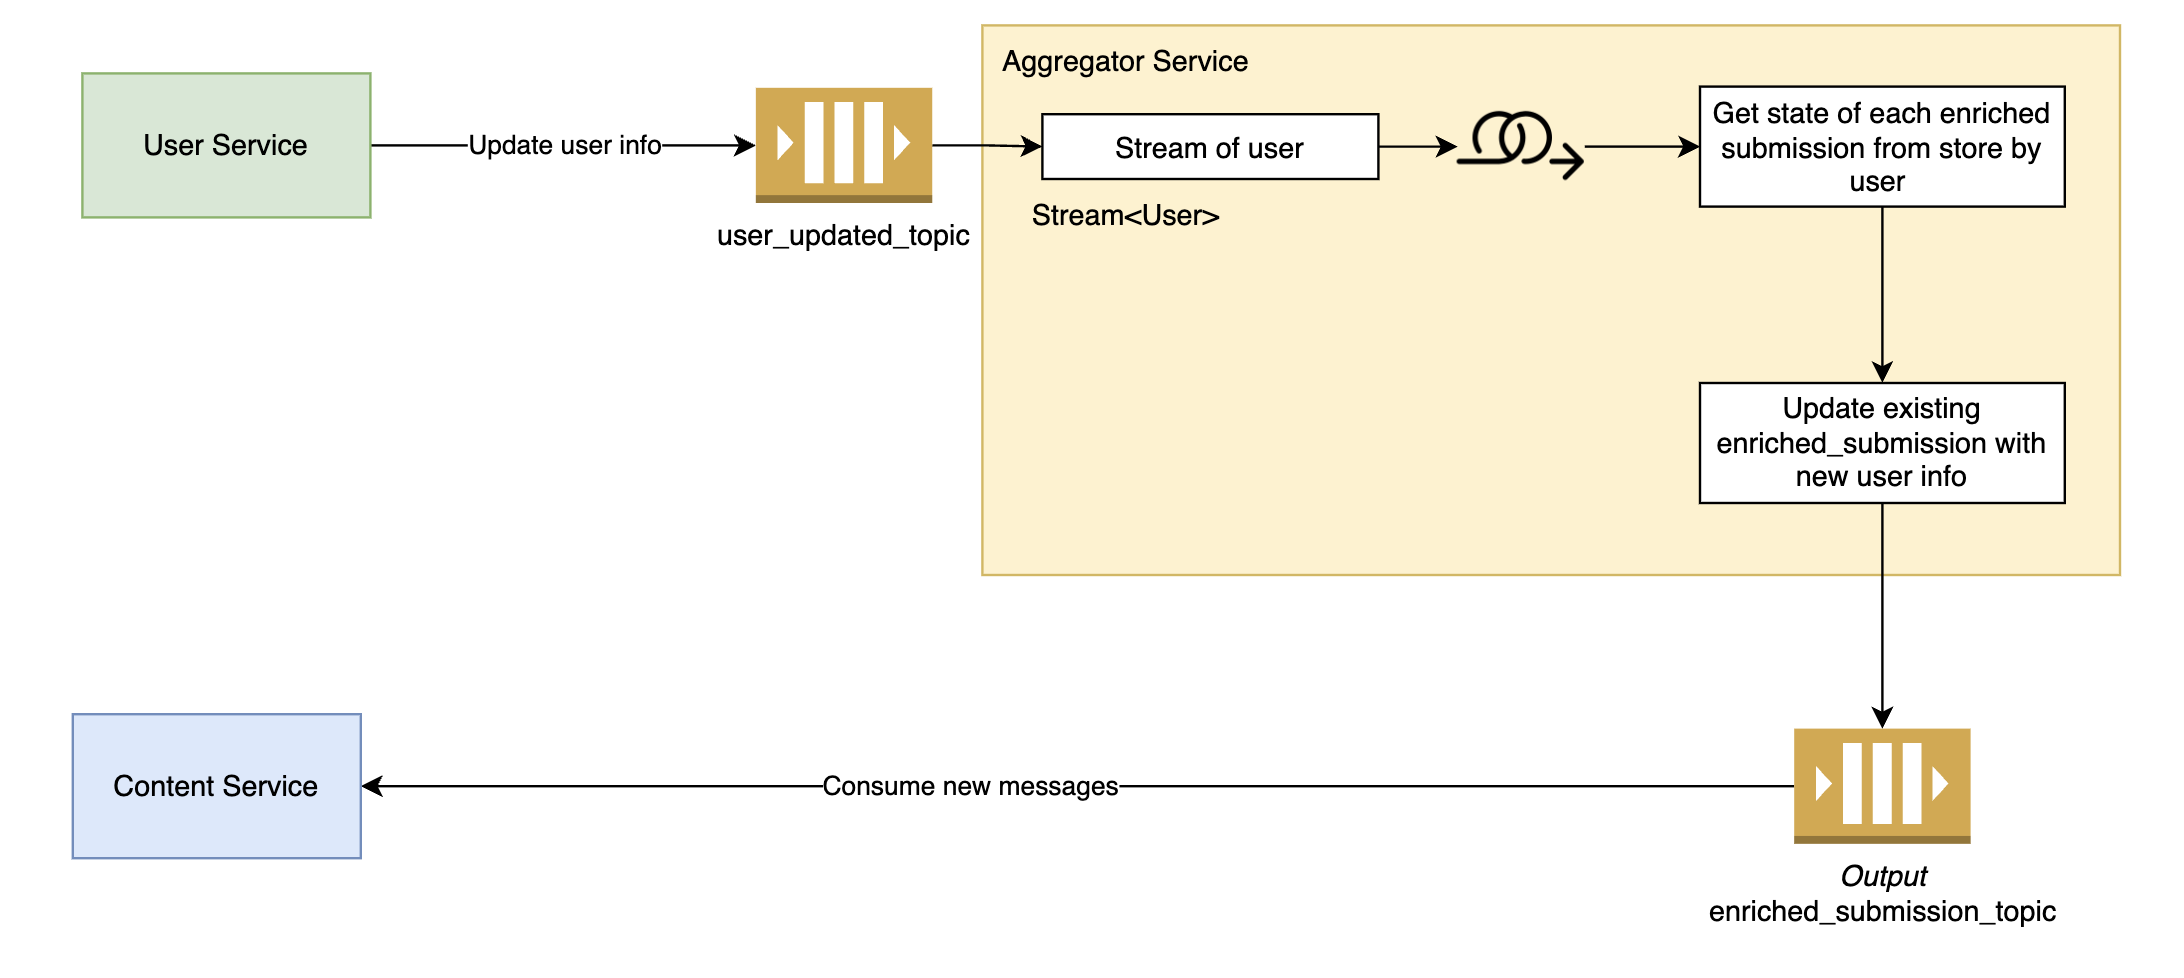 Aggregator Service
User Service
Update user info
user_updated_topic
Stream of user
Stream<User>
Get state of each enriched
submission from store by
user
Update existing
enriched_submission with
new user info
Content Service
Consume new messages
Output
enriched_submission_topic